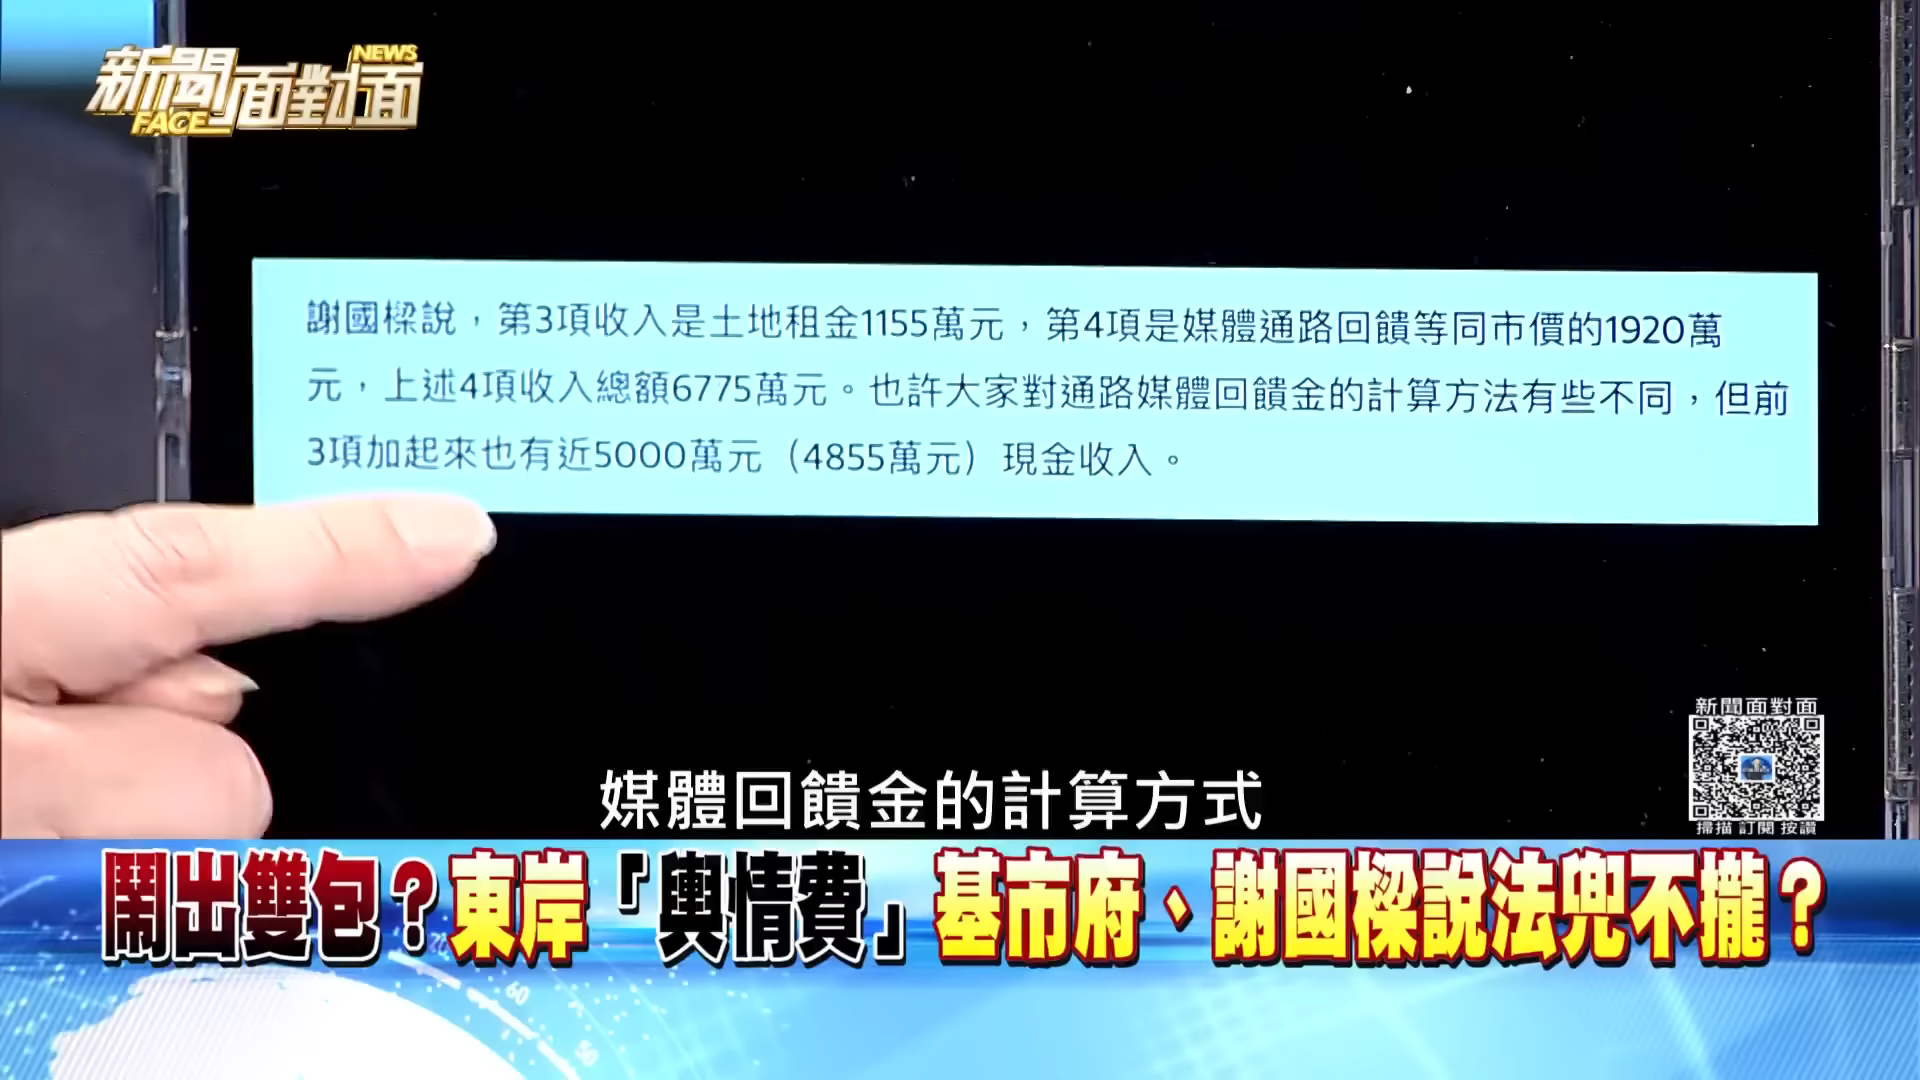 新聞面對面
NEWS
FACE
謝國樑說，第3項收入是土地租金1155萬元，第4項是媒體通路回饋等同市價的1920萬
元，上述4項收入總額6775萬元。也許大家對通路媒體回饋金的計算方法有些不同，但前
3項加起來也有近5000萬元（4855萬元）現金收入。
新聞面對面
掃描 訂閱 按讚
媒體回饋金的計算方式
鬧出雙包？東岸「輿情費」基市府、謝國樑說法兜不攏？
60
50